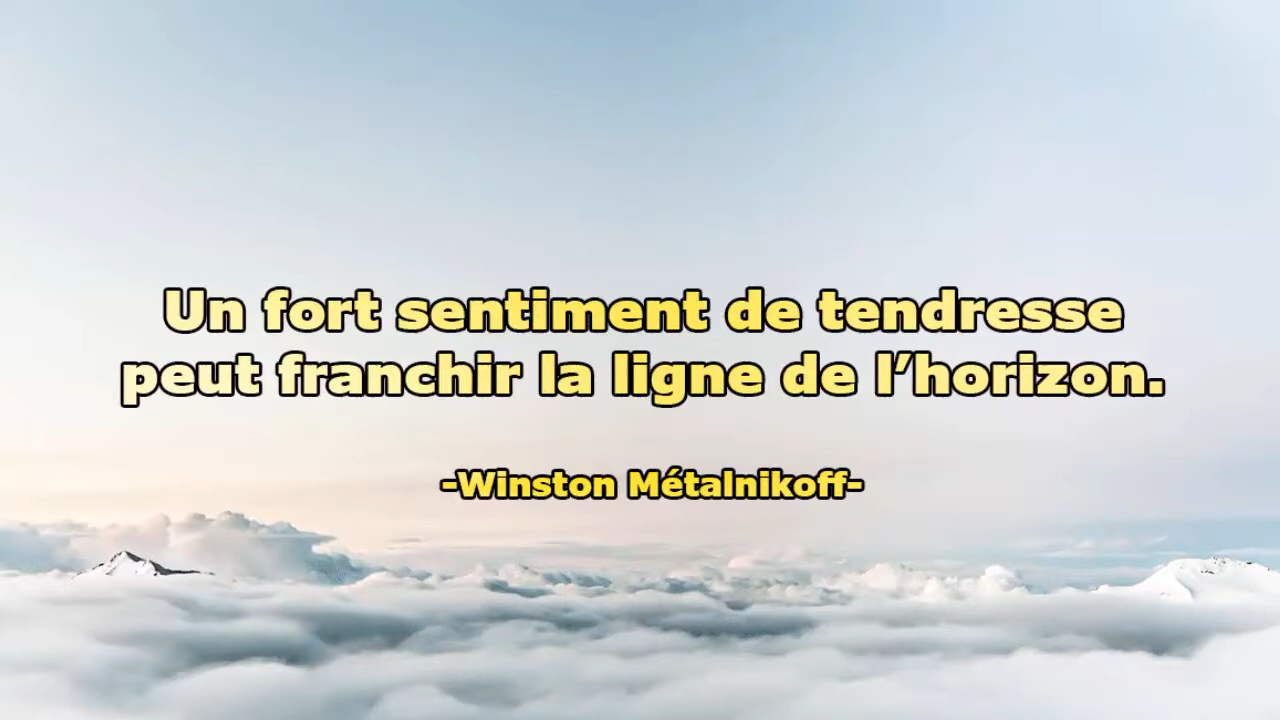 Un fort sentiment de tendresse
peut franchir la ligne de l’horizon.
-Winston Métalnikoff-